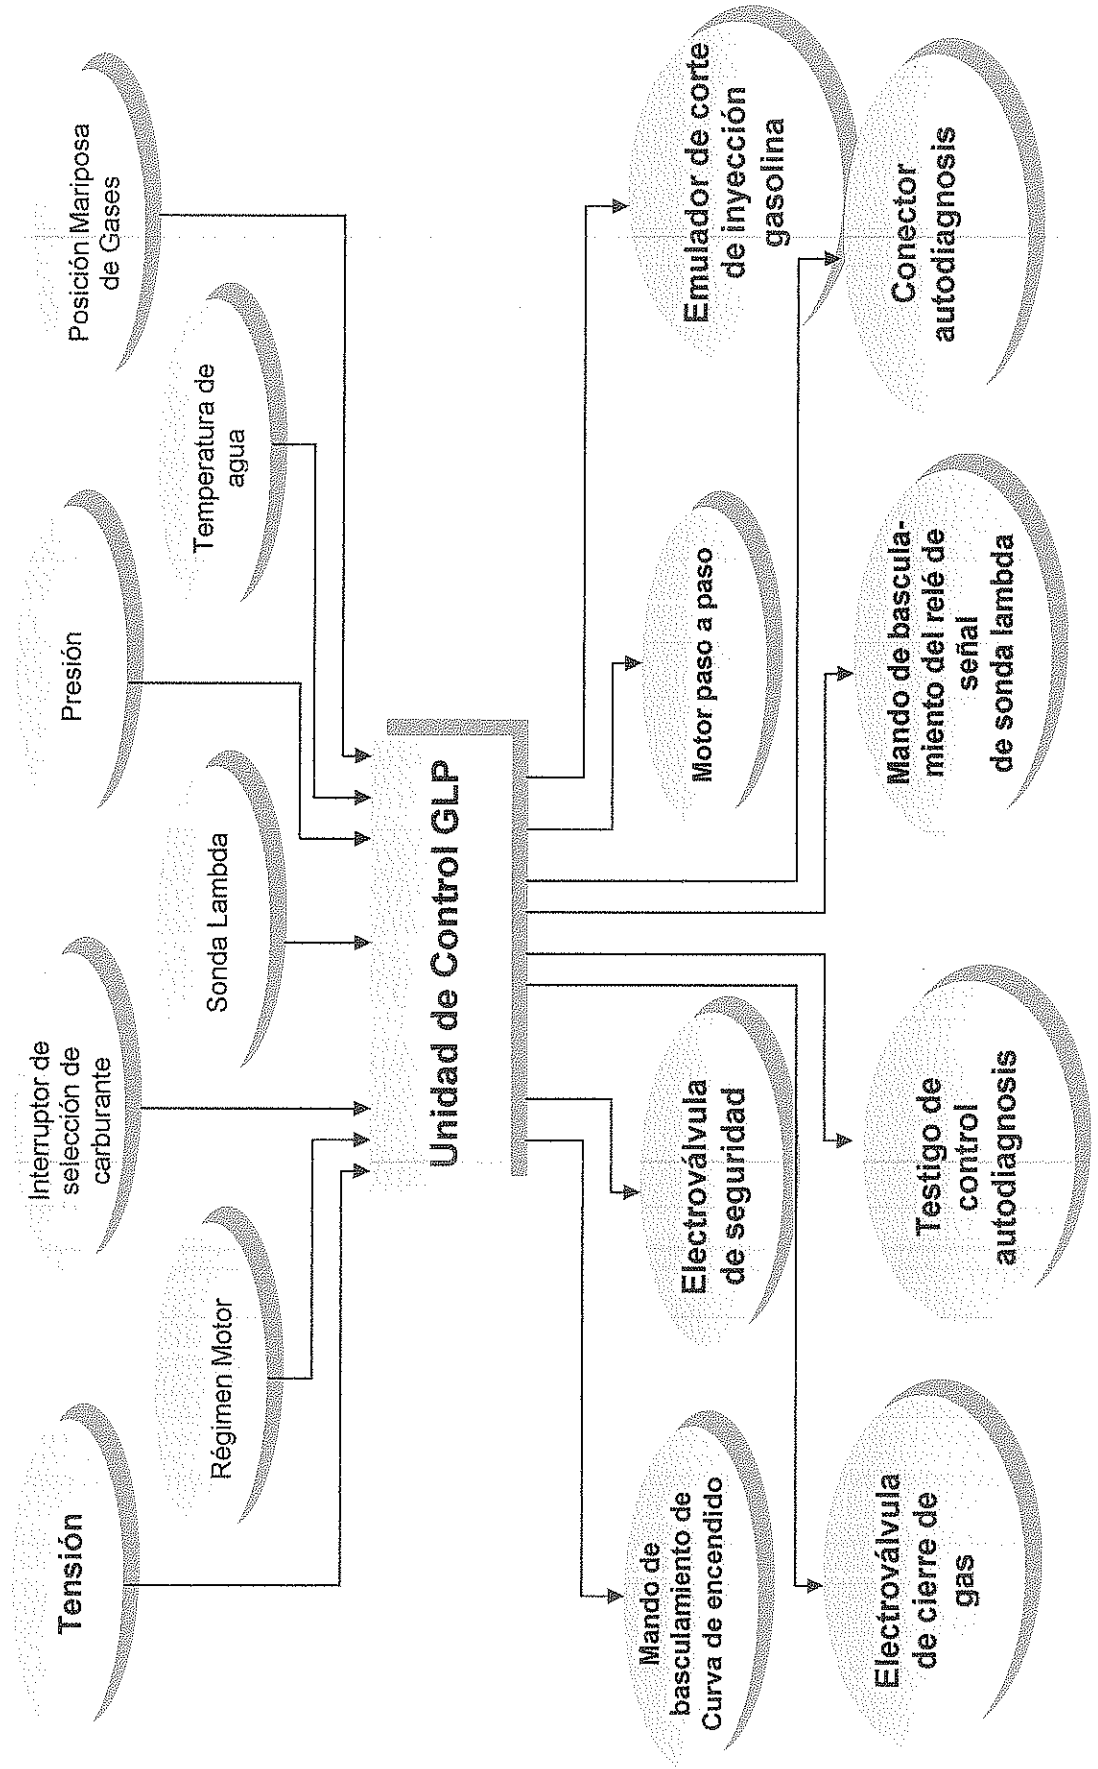 Tensión
Régimen Motor
Interruptor de
selección de
carburante
Sonda Lambda
Presión
Temperatura de
agua
Posición Mariposa
de Gases
Unidad de Control GLP
Mando de
basculamiento de
Curva de encendido
Electroválvula
de cierre de
gas
Electroválvula
de seguridad
Testigo de
control
autodiagnosis
Motor paso a paso
Mando de bascula-
miento del relé de
señal
de sonda lambda
Emulador de corte
de inyección
gasolina
Conector
autodiagnosis